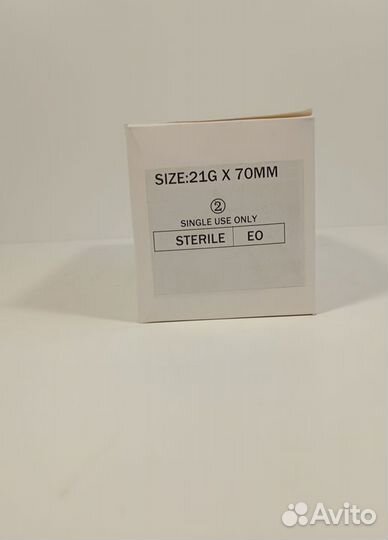 SIZE:21G X 70MM
②
SINGLE USE ONLY
STERILE EO
Avito